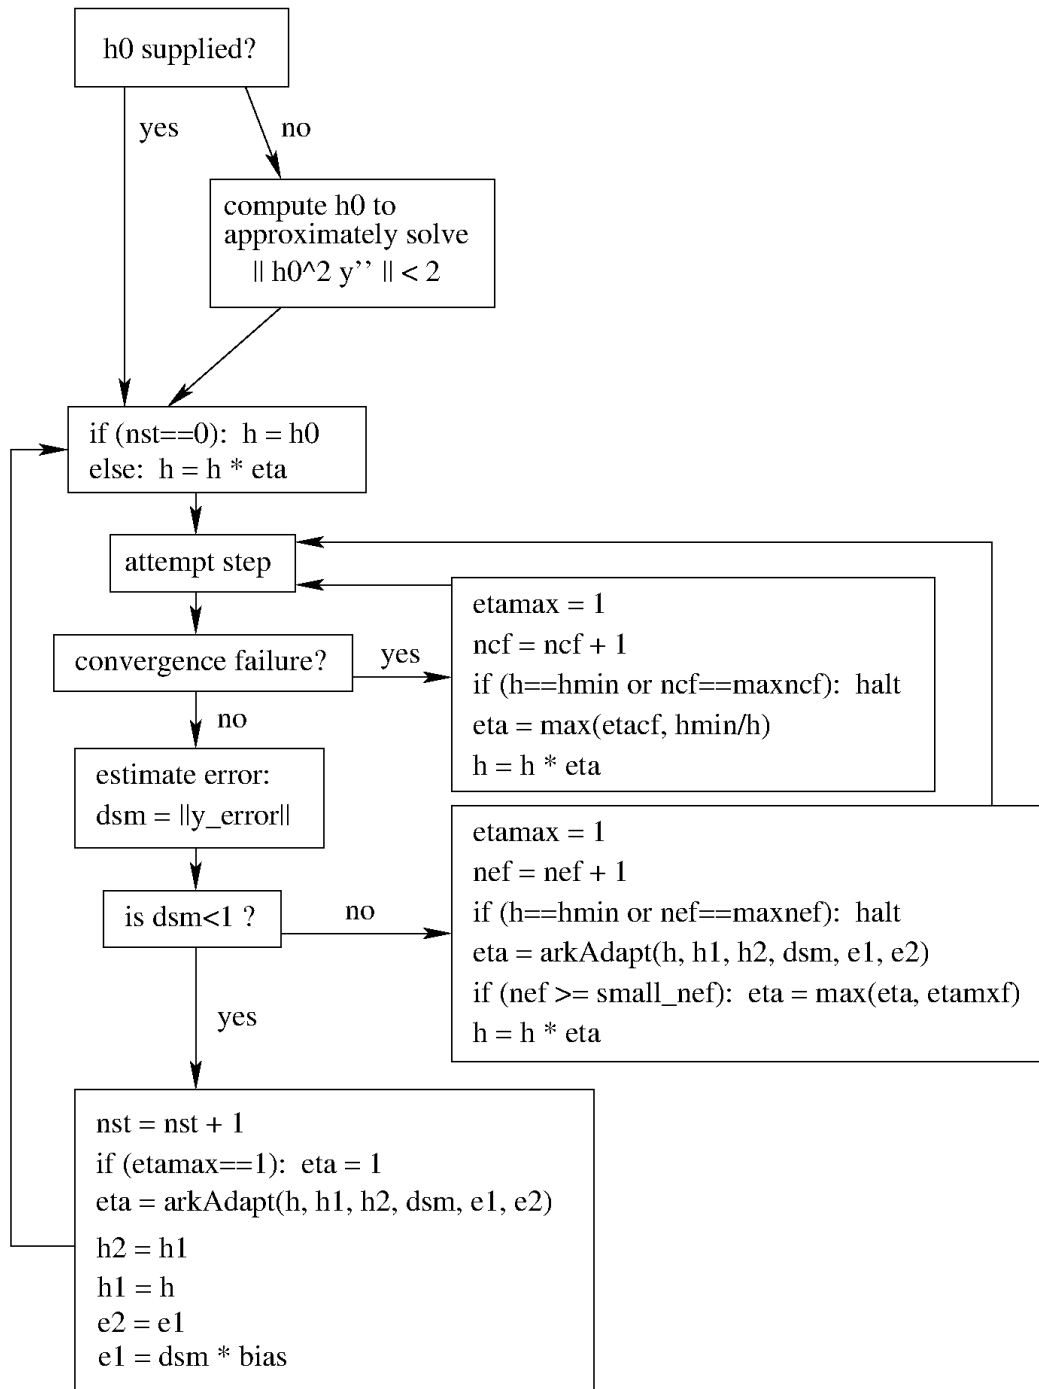 h0 supplied?
yes
no
compute h0 to
approximately solve
|| h0^2 y’’ || < 2
if (nst==0):  h = h0
else:  h = h * eta
attempt step
convergence failure?
yes
etamax = 1
ncf = ncf + 1
if (h==hmin or ncf==maxncf):  halt
eta = max(etacf, hmin/h)
h = h * eta
no
estimate error:
dsm = ||y_error||
is dsm<1 ?
no
etamax = 1
nef = nef + 1
if (h==hmin or nef==maxnef):  halt
eta = arkAdapt(h, h1, h2, dsm, e1, e2)
if (nef >= small_nef):  eta = max(eta, etamxf)
h = h * eta
yes
nst = nst + 1
if (etamax==1):  eta = 1
eta = arkAdapt(h, h1, h2, dsm, e1, e2)
h2 = h1
h1 = h
e2 = e1
e1 = dsm * bias